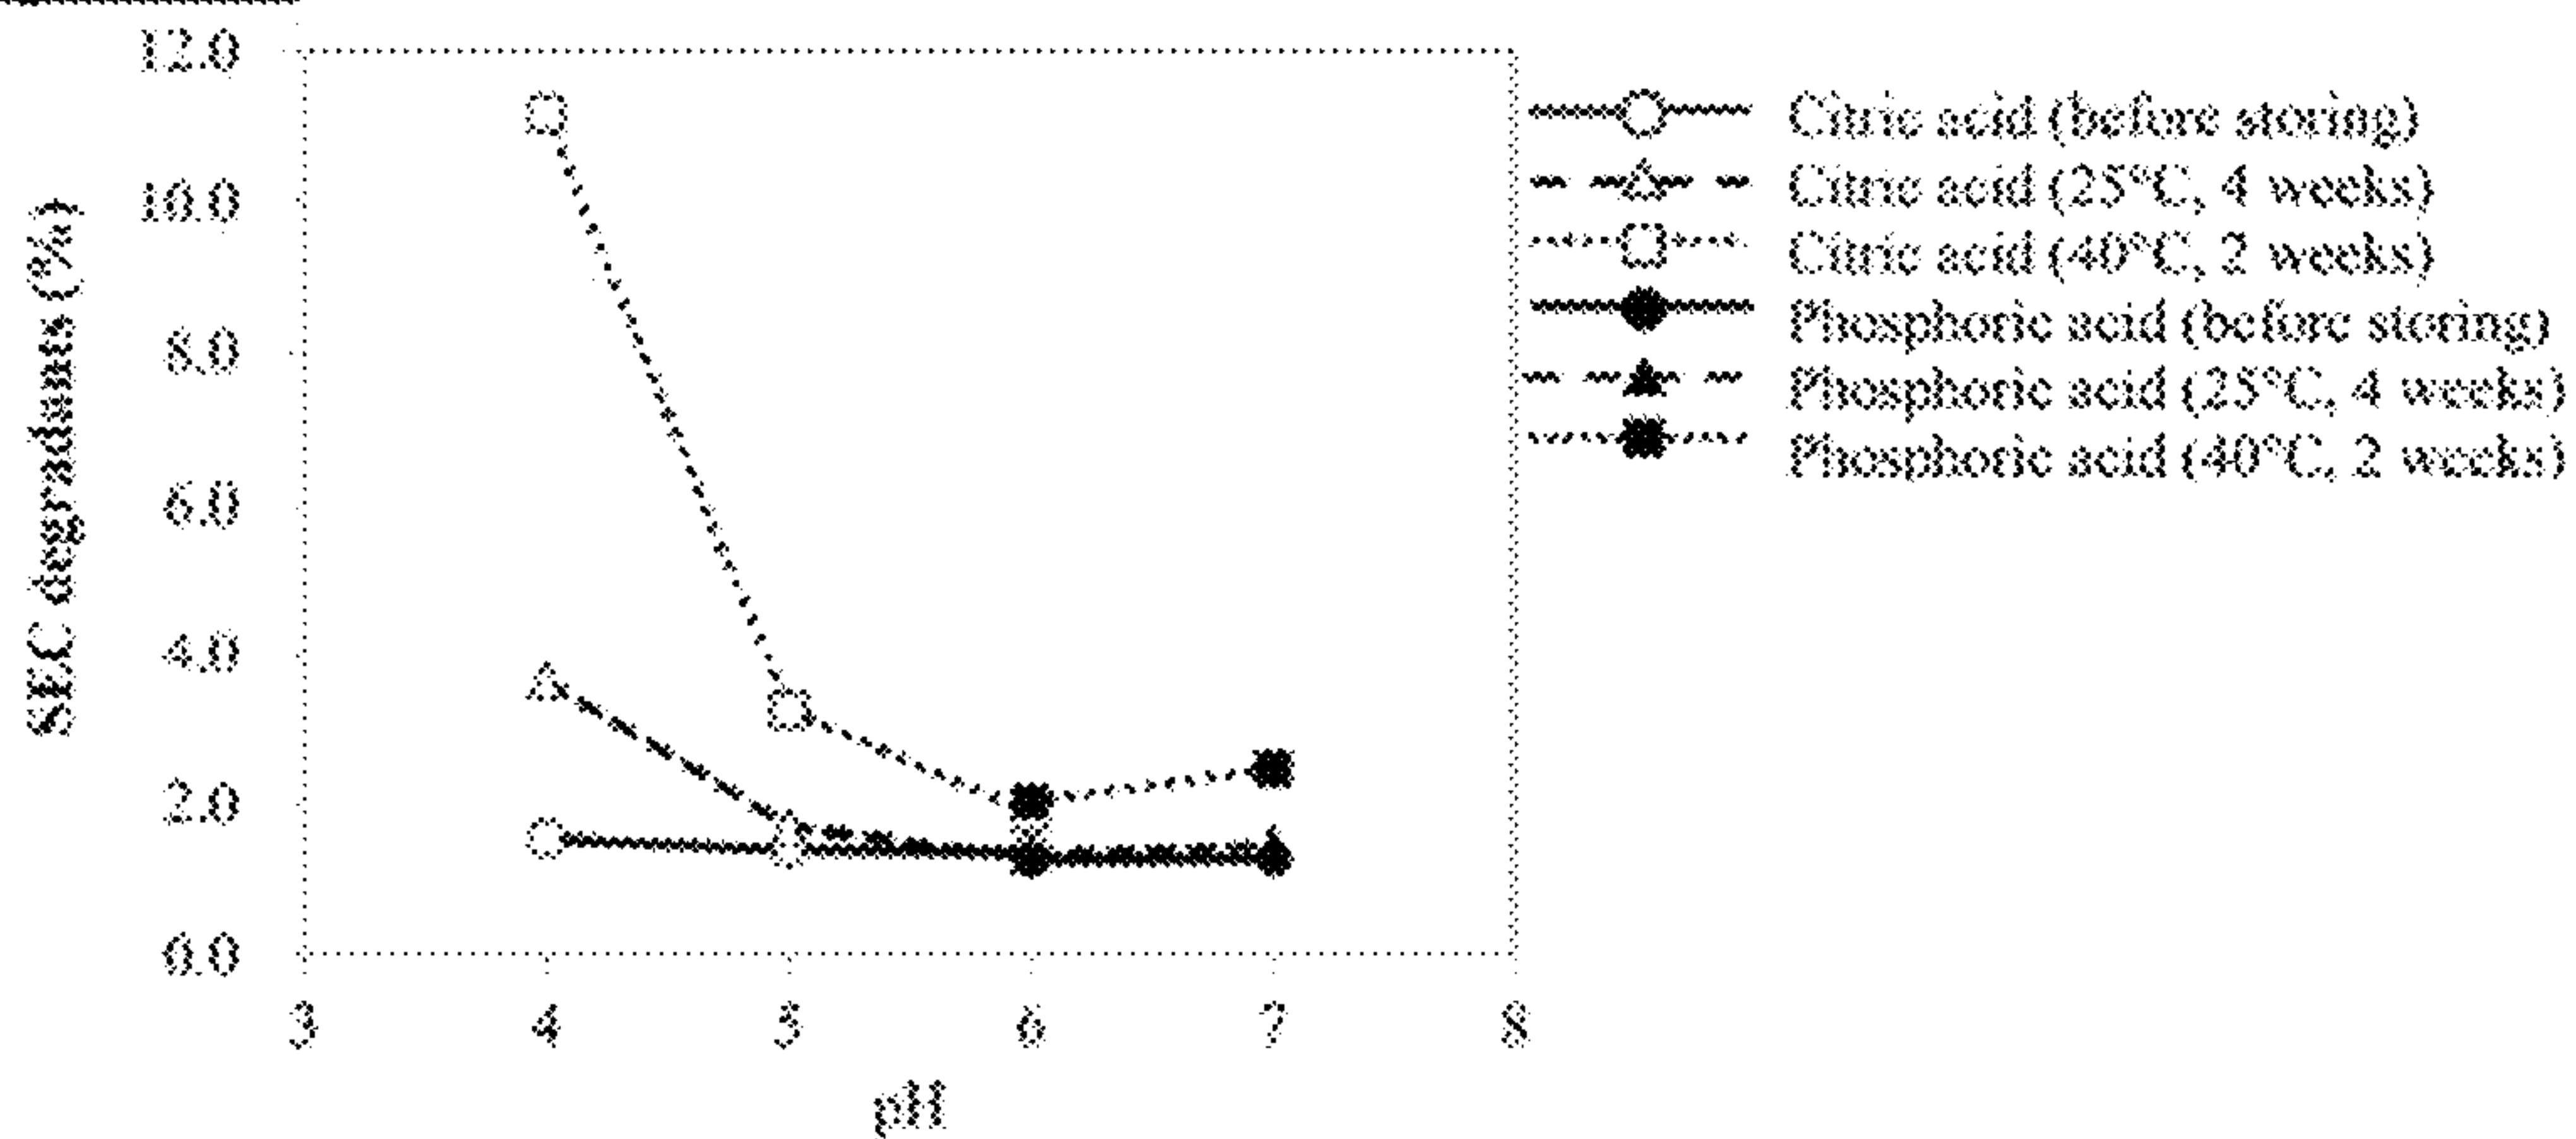 12.0
10.0
8.0
6.0
4.0
2.0
0.0
SEC degradants (%)
3 4 5 6 7 8
pH
Citric acid (before storing)
Citric acid (25°C, 4 weeks)
Citric acid (40°C, 2 weeks)
Phosphoric acid (before storing)
Phosphoric acid (25°C, 4 weeks)
Phosphoric acid (40°C, 2 weeks)